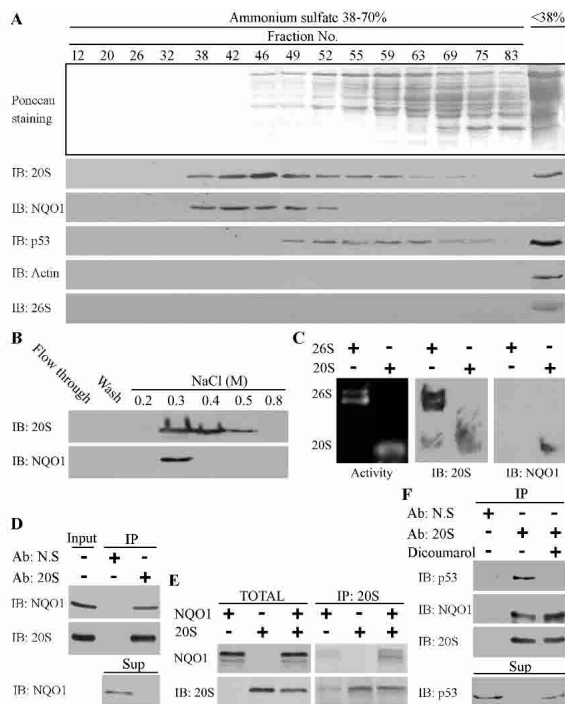 A
Ammonium sulfate 38-70% <38%
Fraction No.
12 20 26 32 38 42 46 49 52 55 59 63 69 75 83
Ponceau
staining
IB: 20S
IB: NQO1
IB: p53
IB: Actin
IB: 26S
B
Flow through
Wash
NaCl (M)
0.2 0.3 0.4 0.5 0.8
IB: 20S
IB: NQO1
C
26S + - + - + -
20S - + - + - +
26S
20S
Activity IB: 20S IB: NQO1
D
Input IP
Ab: N.S - + -
Ab: 20S - - +
IB: NQO1
IB: 20S
Sup
IB: NQO1
E
TOTAL IP: 20S
NQO1 + - + + - +
20S - + + - + +
NQO1
IB: 20S
F
IP
Ab: N.S + - -
Ab: 20S - + +
Dicoumarol - - +
IB: p53
IB: NQO1
IB: 20S
Sup
IB: p53